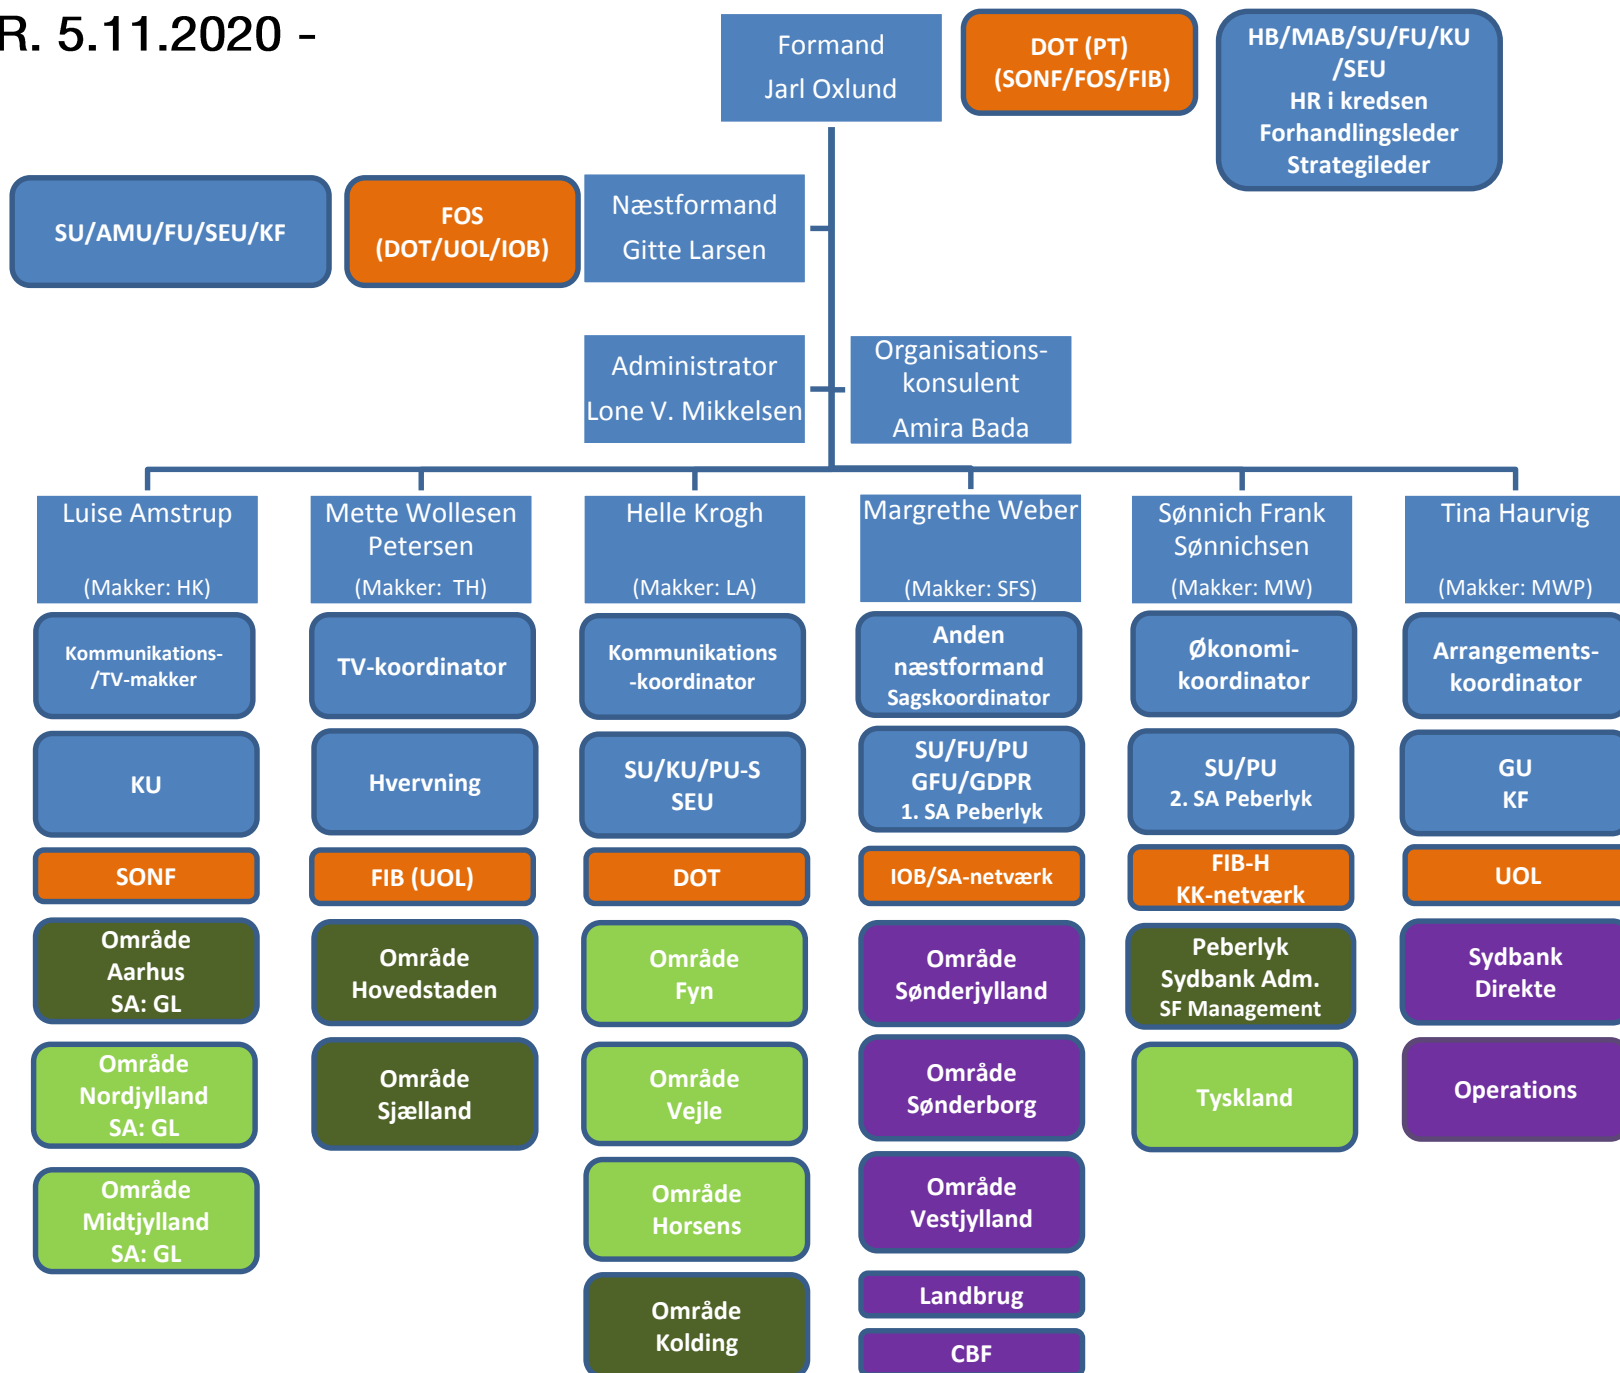 R. 5.11.2020 -
Formand
Jarl Oxlund
DOT (PT)
(SONF/FOS/FIB)
HB/MAB/SU/FU/KU
/SEU
HR i kredsen
Forhandlingsleder
Strategileder
SU/AMU/FU/SEU/KF
FOS
(DOT/UOL/IOB)
Næstformand
Gitte Larsen
Administrator
Lone V. Mikkelsen
Organisations-
konsulent
Amira Bada
Luise Amstrup
(Makker: HK)
Mette Wollesen
Petersen
(Makker: TH)
Helle Krogh
(Makker: LA)
Margrethe Weber
(Makker: SFS)
Sønnich Frank
Sønnichsen
(Makker: MW)
Tina Haurvig
(Makker: MWP)
Kommunikations-
/TV-makker
TV-koordinator
Kommunikations
-koordinator
Anden
næstformand
Sagskoordinator
Økonomi-
koordinator
Arrangements-
koordinator
KU
Hvervning
SU/KU/PU-S
SEU
SU/FU/PU
GFU/GDPR
1. SA Peberlyk
SU/PU
2. SA Peberlyk
GU
KF
SONF
FIB (UOL)
DOT
IOB/SA-netværk
FIB-H
KK-netværk
UOL
Område
Aarhus
SA: GL
Område
Hovedstaden
Område
Fyn
Område
Sønderjylland
Peberlyk
Sydbank Adm.
SF Management
Sydbank
Direkte
Område
Nordjylland
SA: GL
Område
Sjælland
Område
Vejle
Område
Sønderborg
Tyskland
Operations
Område
Midtjylland
SA: GL
Område
Horsens
Område
Vestjylland
Område
Kolding
Landbrug
CBF